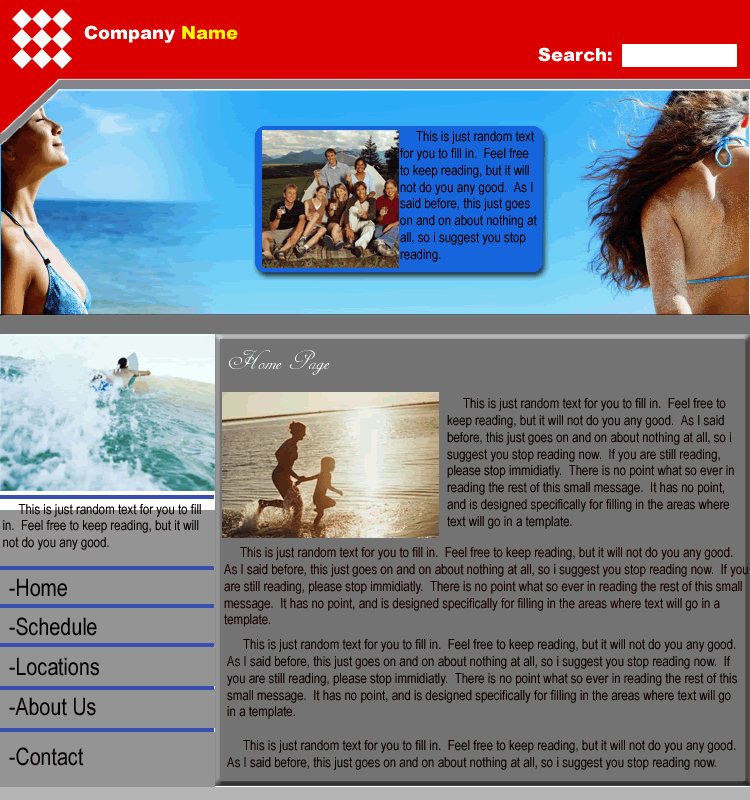 Company Name
Search:
This is just random text
for you to fill in.  Feel free
to keep reading, but it will
not do you any good.  As I
said before, this just goes
on and on about nothing at
all, so i suggest you stop
reading.
Home Page
This is just random text for you to fill in.  Feel free to
keep reading, but it will not do you any good.  As I said
before, this just goes on and on about nothing at all, so i
suggest you stop reading now.  If you are still reading,
please stop immidiatly.  There is no point what so ever in
reading the rest of this small message.  It has no point,
and is designed specifically for filling in the areas where
text will go in a template.
This is just random text for you to fill
in.  Feel free to keep reading, but it will
not do you any good.
-Home
-Schedule
-Locations
-About Us
-Contact
This is just random text for you to fill in.  Feel free to keep reading, but it will not do you any good.
As I said before, this just goes on and on about nothing at all, so i suggest you stop reading now.  If you
are still reading, please stop immidiatly.  There is no point what so ever in reading the rest of this small
message.  It has no point, and is designed specifically for filling in the areas where text will go in a
template.
This is just random text for you to fill in.  Feel free to keep reading, but it will not do you any good.
As I said before, this just goes on and on about nothing at all, so i suggest you stop reading now.  If
you are still reading, please stop immidiatly.  There is no point what so ever in reading the rest of this
small message.  It has no point, and is designed specifically for filling in the areas where text will go
in a template.
This is just random text for you to fill in.  Feel free to keep reading, but it will not do you any good.
As I said before, this just goes on and on about nothing at all, so i suggest you stop reading now.